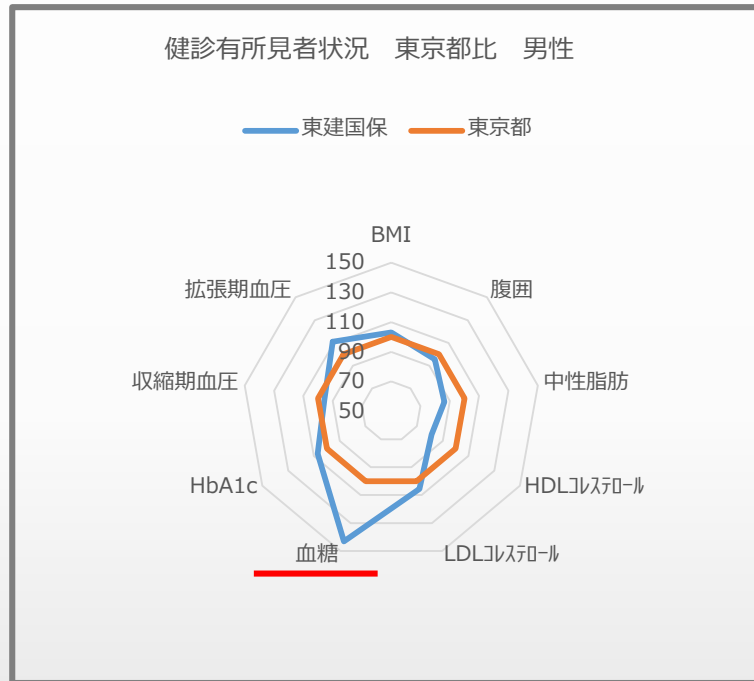 健診有所見者状況　東京都比　男性
東建国保 東京都
BMI
150
130
110
90
70
50
腹囲
中性脂肪
HDLｺﾚｽﾃﾛｰﾙ
LDLｺﾚｽﾃﾛｰﾙ
血糖
HbA1c
収縮期血圧
拡張期血圧